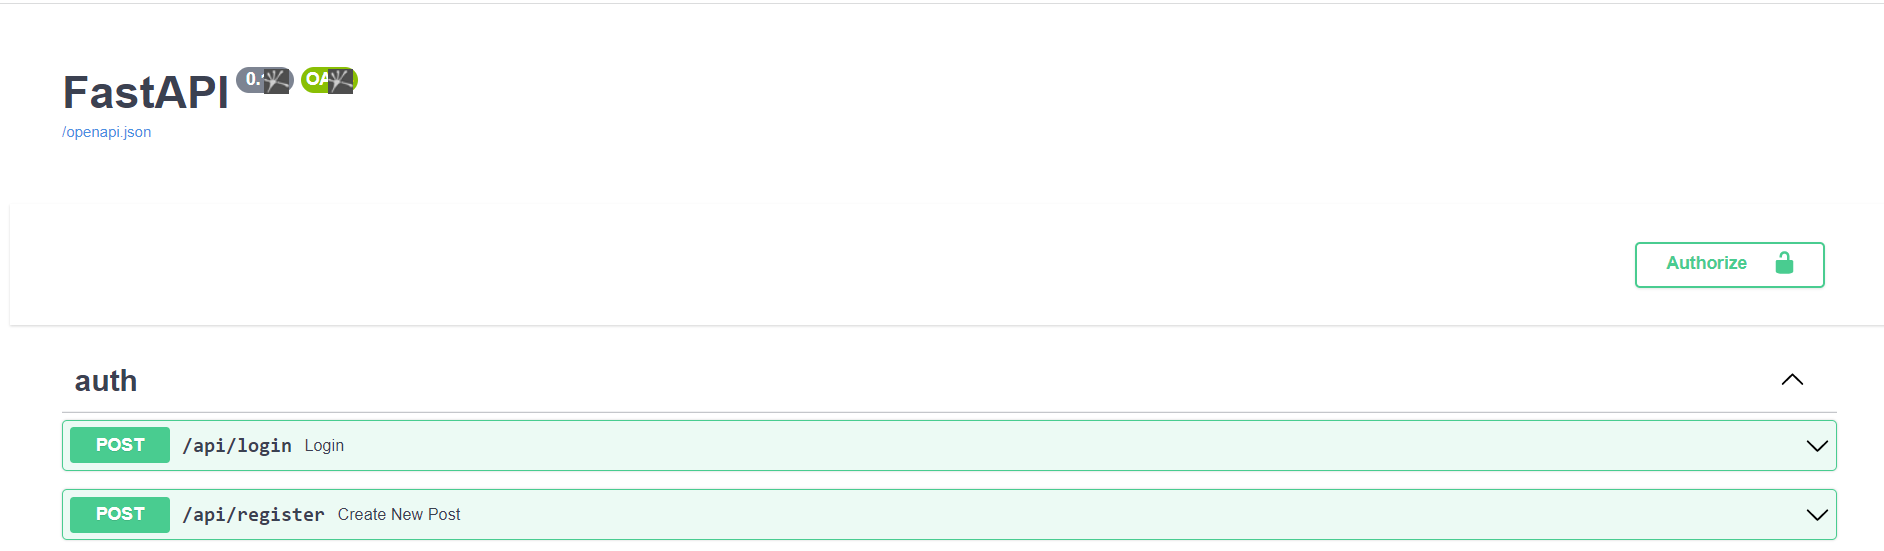 FastAPI
/openapi.json
Authorize
auth
POST /api/login Login
POST /api/register Create New Post